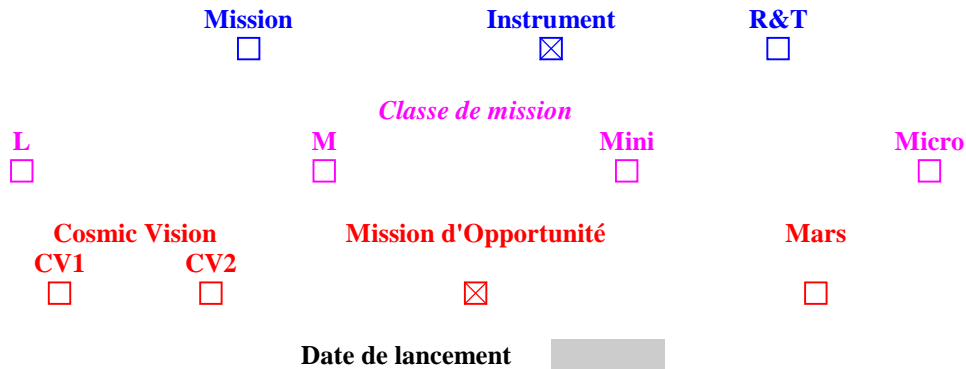 Mission Instrument R&T
Classe de mission
L M Mini Micro
Cosmic Vision Mission d'Opportunité Mars
CV1 CV2
Date de lancement